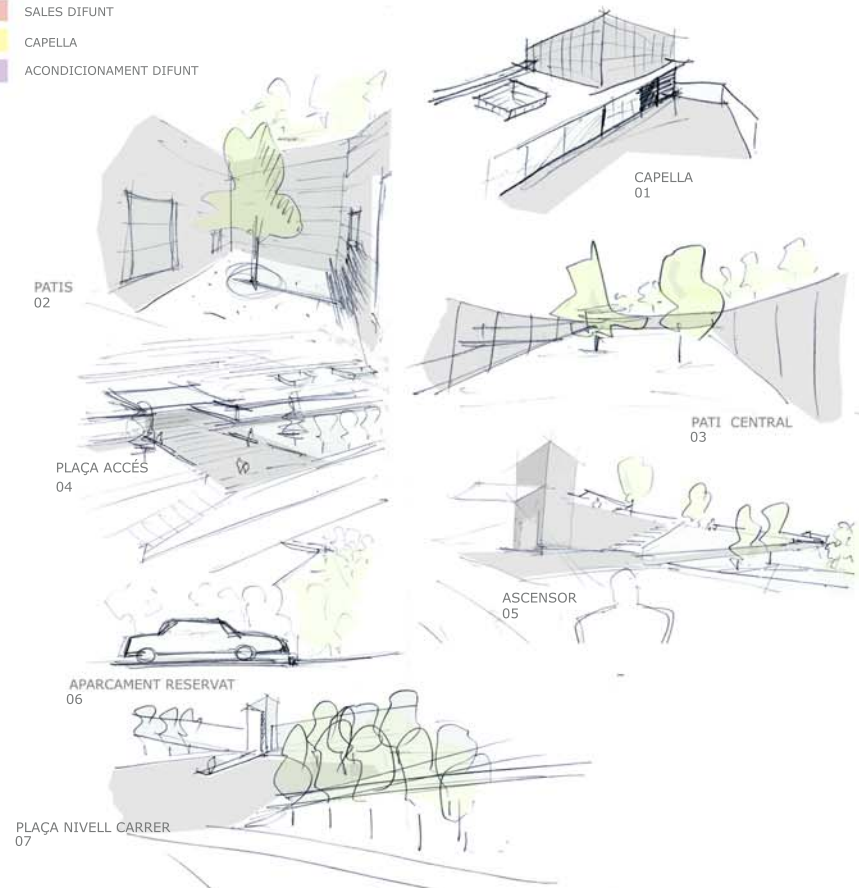 SALES DIFUNT
CAPELLA
ACONDICIONAMENT DIFUNT
CAPELLA
01
PATIS
02
PATI CENTRAL
03
PLAÇA ACCÉS
04
ASCENSOR
05
APARCAMENT RESERVAT
06
PLAÇA NIVELL CARRER
07